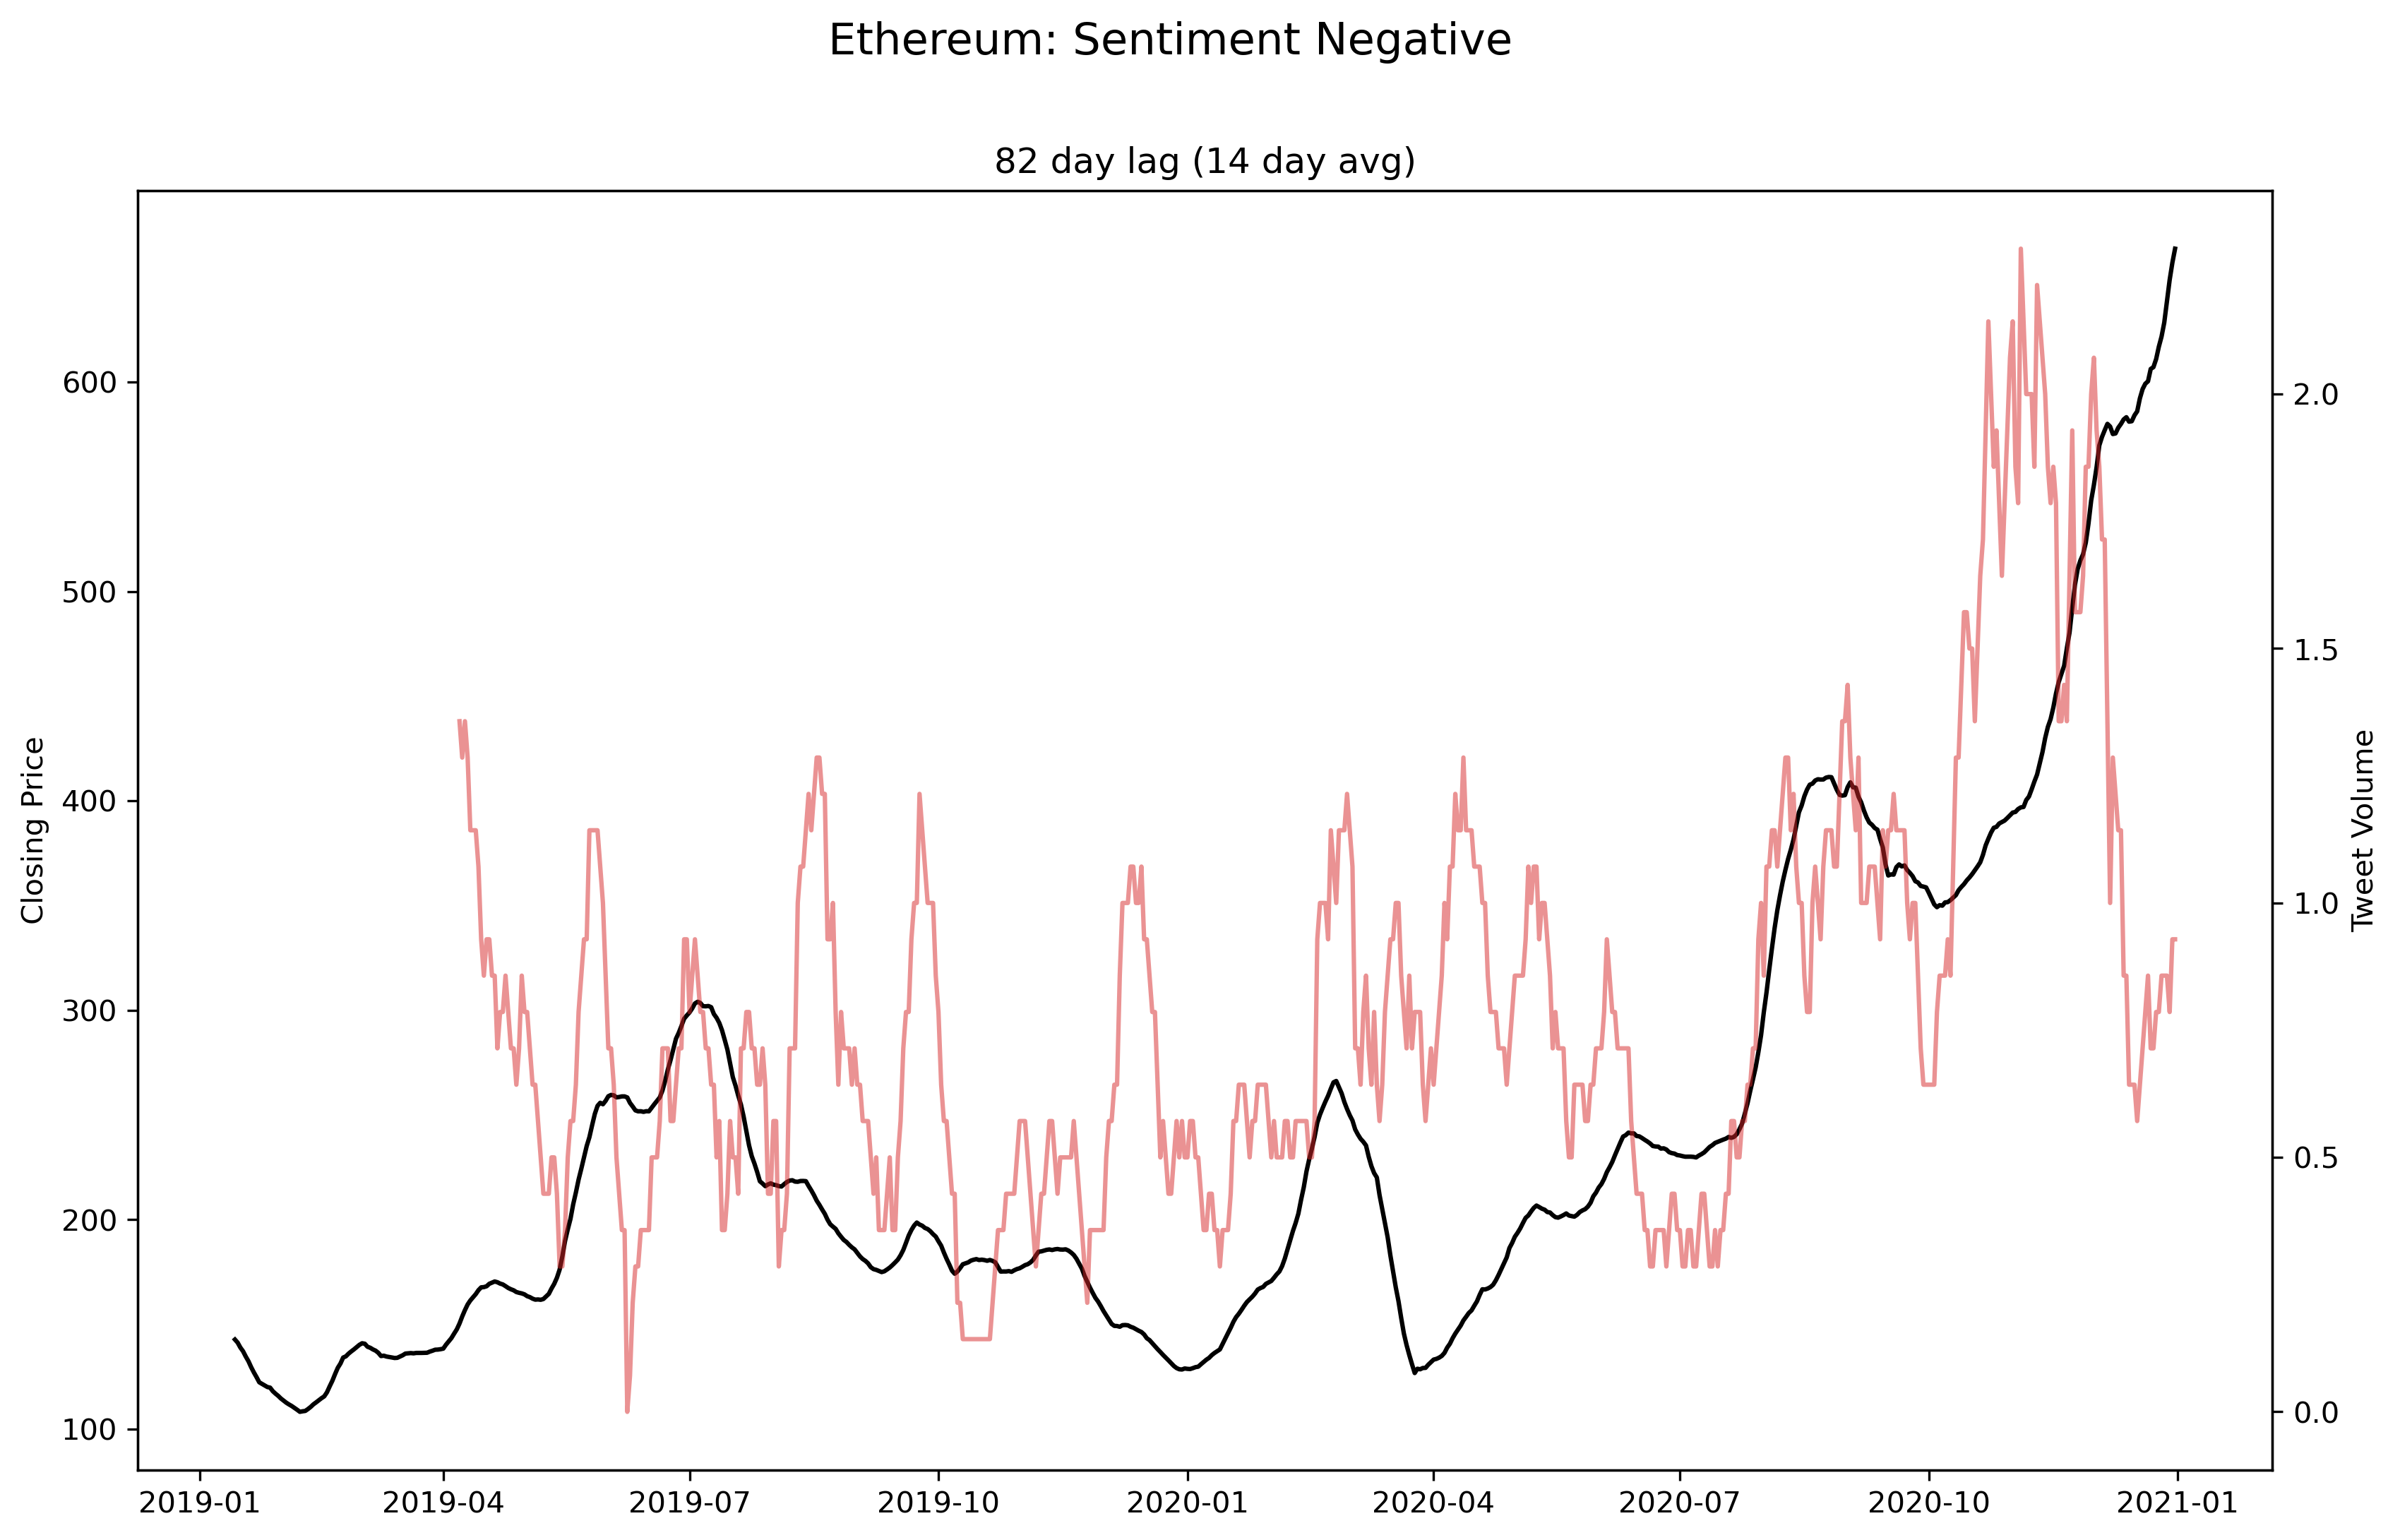 Ethereum: Sentiment Negative
82 day lag (14 day avg)
Closing Price
600
500
400
300
200
100
2.0
1.5
1.0
0.5
0.0
Tweet Volume
2019-01 2019-04 2019-07 2019-10 2020-01 2020-04 2020-07 2020-10 2021-01